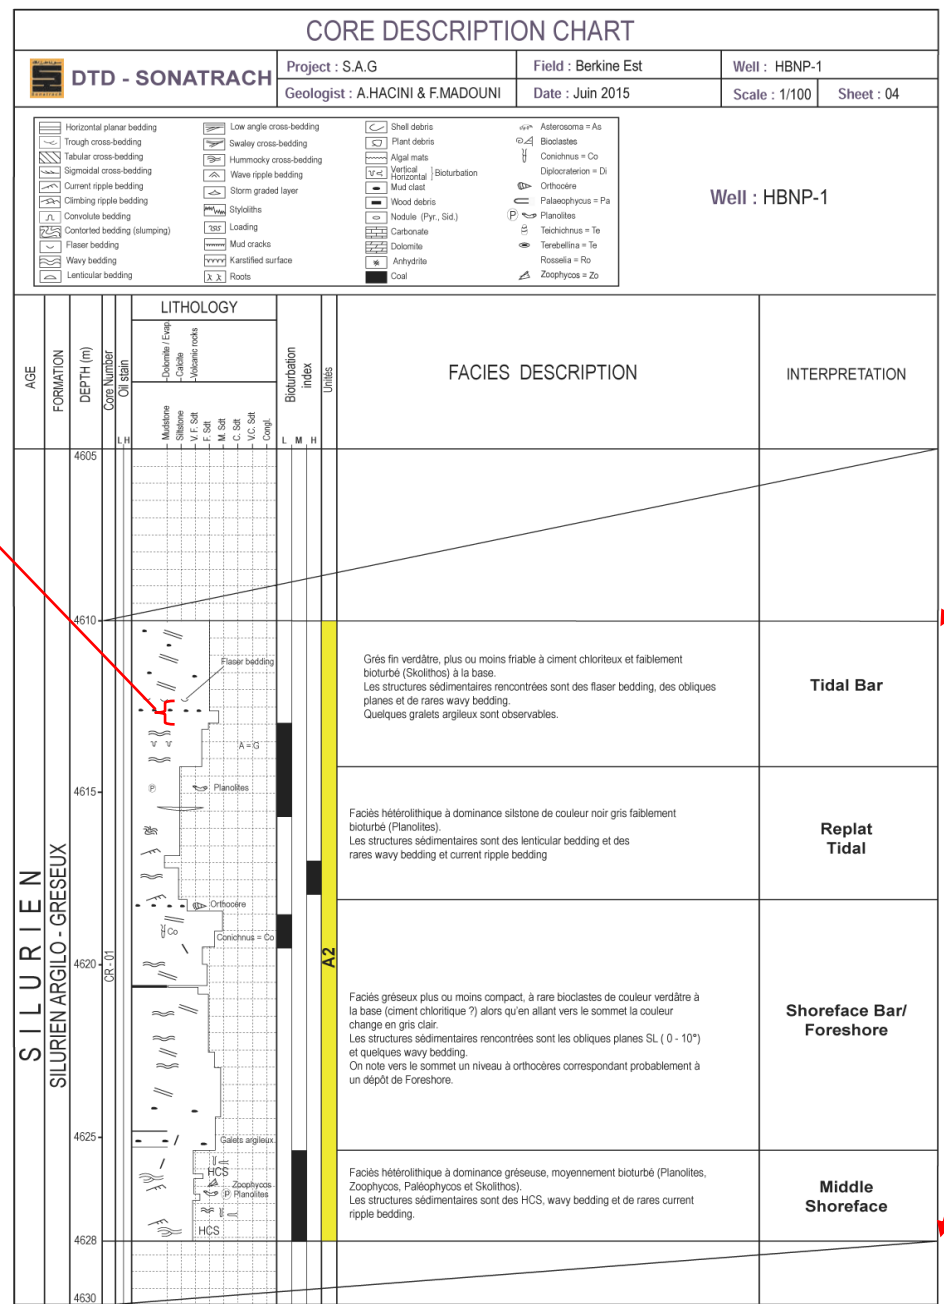 CORE DESCRIPTION CHART
DTD - SONATRACH
Project : S.A.G
Field : Berkine Est
Well : HBNP-1
Geologist : A.HACINI & F.MADOUNI
Date : Juin 2015
Scale : 1/100
Sheet : 04
Horizontal planar bedding
Trough cross-bedding
Tabular cross-bedding
Sigmoidal cross-bedding
Current ripple bedding
Climbing ripple bedding
Convolute bedding
Contorted bedding (slumping)
Flaser bedding
Wavy bedding
Lenticular bedding
Low angle cross-bedding
Swaley cross-bedding
Hummocky cross-bedding
Wave ripple bedding
Storm graded layer
Styloliths
Loading
Mud cracks
Karstified surface
Roots
Shell debris
Plant debris
Algal mats
Vertical
Horizontal
Bioturbation
Mud clast
Wood debris
Nodule (Pyr., Sid.)
Carbonate
Dolomite
Anhydrite
Coal
Asterosoma = As
Bioclastes
Conichnus = Co
Diplocraterion = Di
Orthocère
Palaeophycus = Pa
P Planolites
Teichichnus = Te
Terebellina = Te
Rosselia = Ro
Zoophycos = Zo
Well : HBNP-1
AGE
FORMATION
DEPTH (m)
Core Number
Oil stain
L H
LITHOLOGY
Dolomite / Evap.
Calcite
Volcanic rocks
Mudstone
Siltstone
V. F. Sdt
F. Sdt
M. Sdt
C. Sdt
V.C. Sdt
Congl.
Bioturbation
index
L M H
Unités
FACIES DESCRIPTION
INTERPRETATION
SILURIEN
SILURIEN ARGILO - GRESEUX
CR - 01
A2
4605
4610
Flaser bedding
A = G
4615
P
Planolites
Orthocère
Co
Conichnus = Co
4620
4625
Galets argileux
HCS
Zoophycos
P Planolites
HCS
4628
4630
Grés fin verdâtre, plus ou moins friable à ciment chloriteux et faiblement
bioturbé (Skolithos) à la base.
Les structures sédimentaires rencontrées sont des flaser bedding, des obliques
planes et de rares wavy bedding.
Quelques gralets argileux sont observables.
Tidal Bar
Faciés hétérolithique à dominance silstone de couleur noir gris faiblement
bioturbé (Planolites).
Les structures sédimentaires sont des lenticular bedding et des
rares wavy bedding et current ripple bedding
Replat
Tidal
Faciés gréseux plus ou moins compact, à rare bioclastes de couleur verdâtre à
la base (ciment chloritique ?) alors qu'en allant vers le sommet la couleur
change en gris clair.
Les structures sédimentaires rencontrées sont les obliques planes SL ( 0 - 10°)
et quelques wavy bedding.
On note vers le sommet un niveau à orthocères correspondant probablement à
un dépôt de Foreshore.
Shoreface Bar/
Foreshore
Faciés hétérolithique à dominance gréseuse, moyennement bioturbé (Planolites,
Zoophycos, Paléophycos et Skolithos).
Les structures sédimentaires sont des HCS, wavy bedding et de rares current
ripple bedding.
Middle
Shoreface